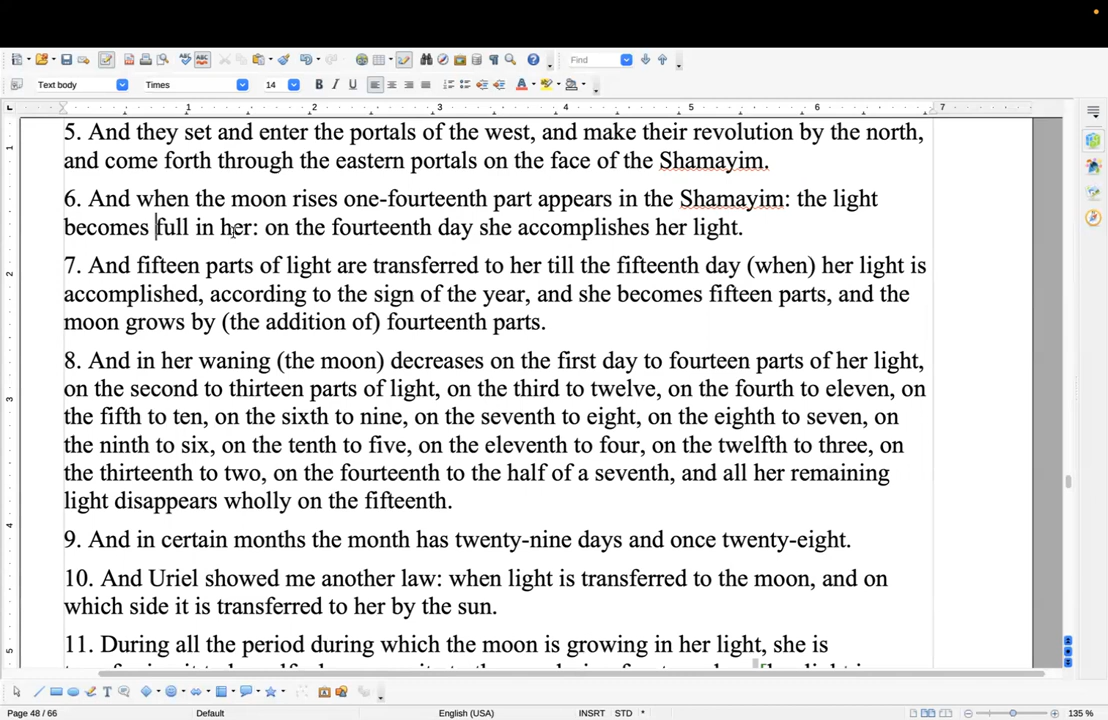 Find
Text body
Times
14
1
2
3
4
5
6
7
5. And they set and enter the portals of the west, and make their revolution by the north,
and come forth through the eastern portals on the face of the Shamayim.
6. And when the moon rises one-fourteenth part appears in the Shamayim: the light
becomes full in her: on the fourteenth day she accomplishes her light.
7. And fifteen parts of light are transferred to her till the fifteenth day (when) her light is
accomplished, according to the sign of the year, and she becomes fifteen parts, and the
moon grows by (the addition of) fourteenth parts.
8. And in her waning (the moon) decreases on the first day to fourteen parts of her light,
on the second to thirteen parts of light, on the third to twelve, on the fourth to eleven, on
the fifth to ten, on the sixth to nine, on the seventh to eight, on the eighth to seven, on
the ninth to six, on the tenth to five, on the eleventh to four, on the twelfth to three, on
the thirteenth to two, on the fourteenth to the half of a seventh, and all her remaining
light disappears wholly on the fifteenth.
9. And in certain months the month has twenty-nine days and once twenty-eight.
10. And Uriel showed me another law: when light is transferred to the moon, and on
which side it is transferred to her by the sun.
11. During all the period during which the moon is growing in her light, she is
Page 48 / 66
Default
English (USA)
INSRT
STD
135 %